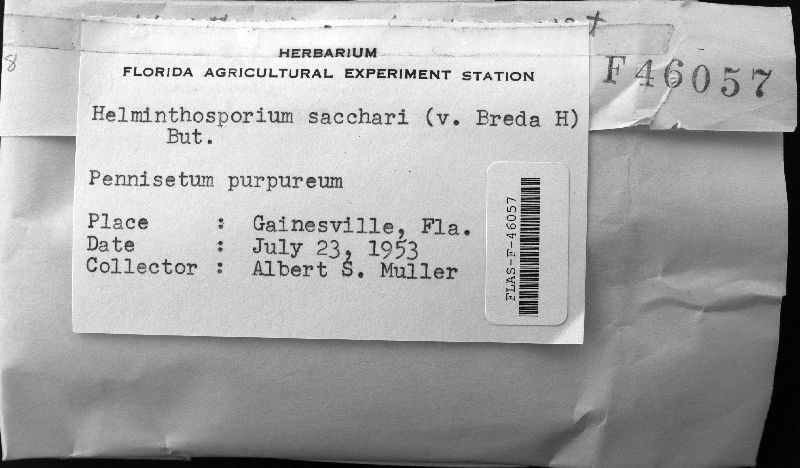 HERBARIUM
FLORIDA AGRICULTURAL EXPERIMENT STATION
F46057
8
Helminthosporium sacchari (v. Breda H)
But.
Pennisetum purpureum
Place : Gainesville, Fla.
Date : July 23, 1953
Collector : Albert S. Muller
FLAS-F-46057